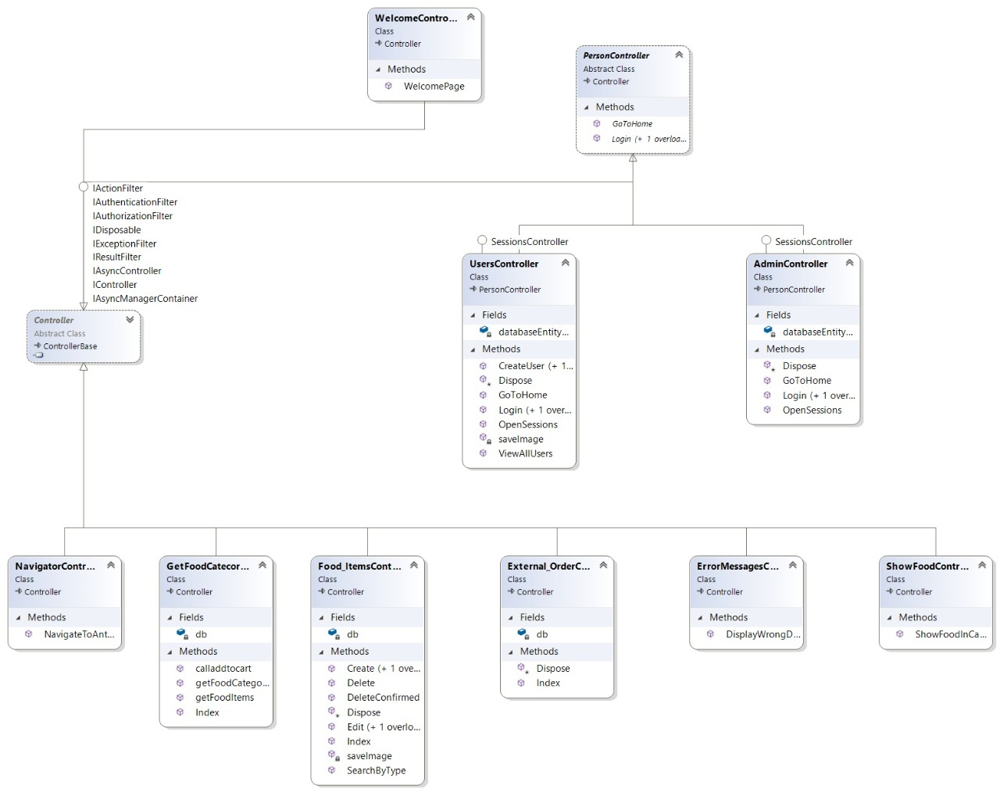 WelcomeContro...
Class
Controller
Methods
WelcomePage
PersonController
Abstract Class
Controller
Methods
GoToHome
Login (+ 1 overloa...
IActionFilter
IAuthenticationFilter
IAuthorizationFilter
IDisposable
IExceptionFilter
IResultFilter
IAsyncController
IController
IAsyncManagerContainer
Controller
Abstract Class
ControllerBase
SessionsController
UsersController
Class
PersonController
Fields
databaseEntity...
Methods
CreateUser (+ 1...
Dispose
GoToHome
Login (+ 1 over...
OpenSessions
saveImage
ViewAllUsers
SessionsController
AdminController
Class
PersonController
Fields
databaseEntity...
Methods
Dispose
GoToHome
Login (+ 1 over...
OpenSessions
NavigatorContr...
Class
Controller
Methods
NavigateToAnt...
GetFoodCatecor...
Class
Controller
Fields
db
Methods
calladdtocart
getFoodCatego...
getFoodItems
Index
Food_ItemsCont...
Class
Controller
Fields
db
Methods
Create (+ 1 ove...
Delete
DeleteConfirmed
Dispose
Edit (+ 1 overlo...
Index
saveImage
SearchByType
External_OrderC...
Class
Controller
Fields
db
Methods
Dispose
Index
ErrorMessagesC...
Class
Controller
Methods
DisplayWrongD...
ShowFoodContr...
Class
Controller
Methods
ShowFoodInCa...